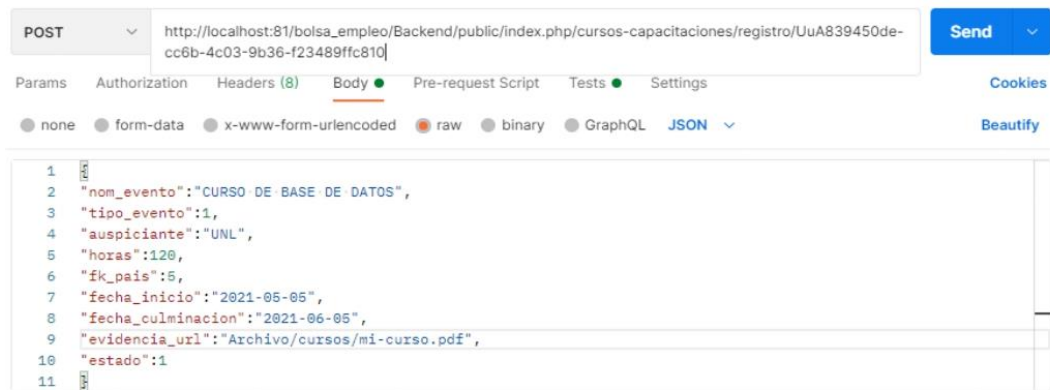 POST
http://localhost:81/bolsa_empleo/Backend/public/index.php/cursos-capacitaciones/registro/UuA839450de-
cc6b-4c03-9b36-f23489ffc810
Send
Params Authorization Headers (8) Body Pre-request Script Tests Settings Cookies
none form-data x-www-form-urlencoded raw binary GraphQL JSON Beautify
1 {
2 "nom_evento":"CURSO DE BASE DE DATOS",
3 "tipo_evento":1,
4 "auspiciante":"UNL",
5 "horas":120,
6 "fk_pais":5,
7 "fecha_inicio":"2021-05-05",
8 "fecha_culminacion":"2021-06-05",
9 "evidencia_url":"Archivo/cursos/mi-curso.pdf",
10 "estado":1
11 }